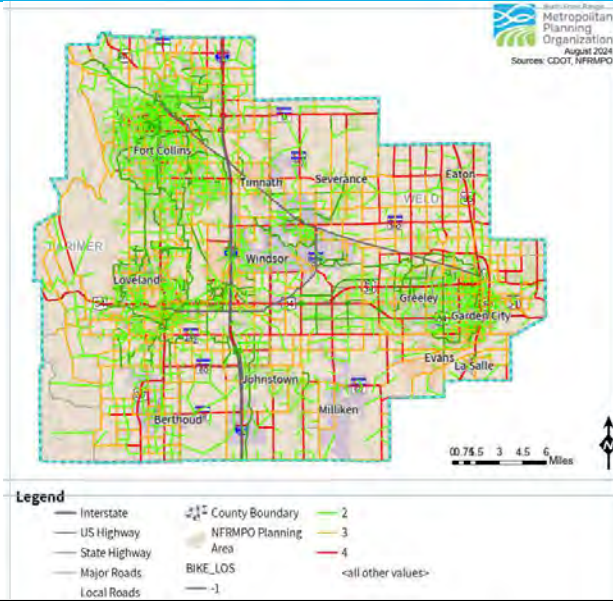 North Front Range
Metropolitan
Planning
Organization
August 2024
Sources: CDOT, NFRMPO
Fort Collins
Timnath
Severance
Eaton
WELD
LARIMER
Windsor
Loveland
Greeley
Garden City
Evans
La Salle
Johnstown
Milliken
Berthoud
0 0.75 1.5 3 4.5 6
Miles
N
Legend
Interstate
US Highway
State Highway
Major Roads
Local Roads
County Boundary
NFRMPO Planning
Area
BIKE_LOS
-1
2
3
4
<all other values>